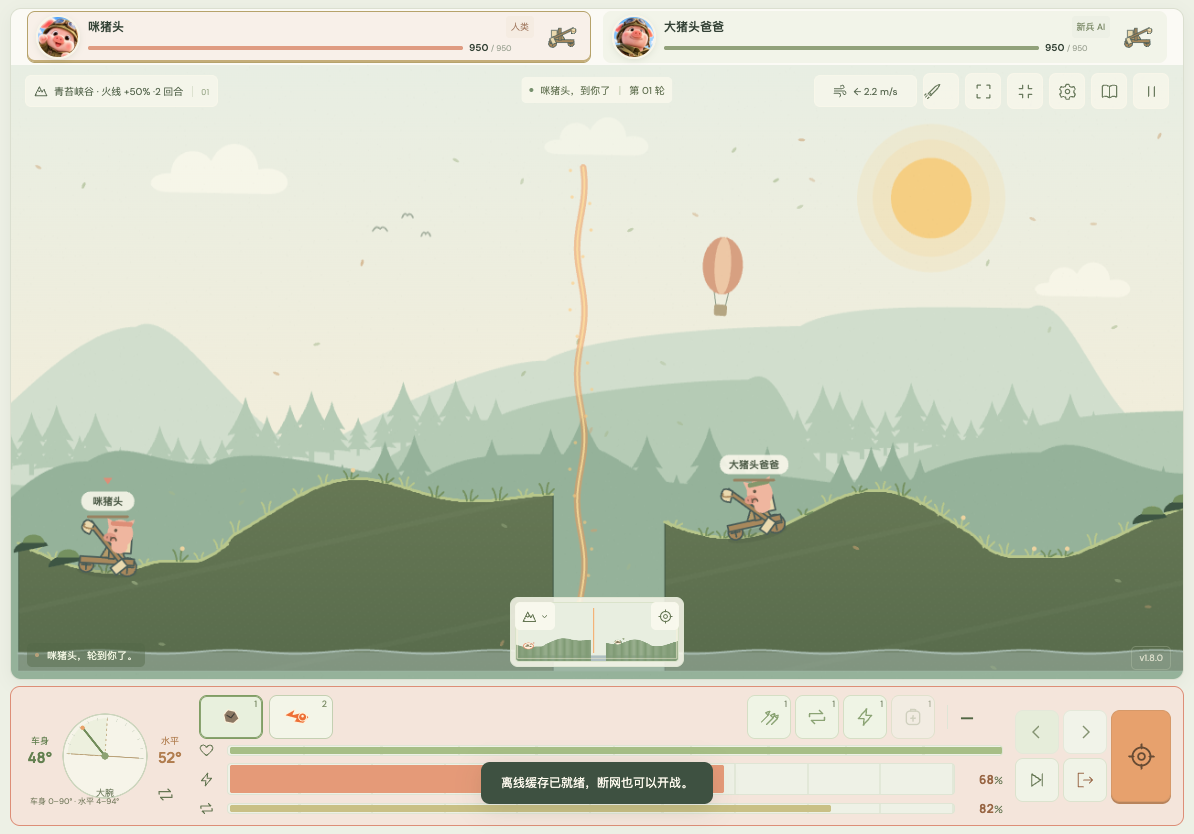 咪猪头
人类
950 / 950
大猪头爸爸
新兵 AI
950 / 950
青苔峡谷 · 火线 +50% ·2 回合
01
咪猪头，到你了
第 01 轮
← 2.2 m/s
大猪头爸爸
咪猪头
咪猪头，轮到你了。
v1.8.0
1
2
1
1
1
1
车身
48°
水平
52°
大腕
车身 0–90° · 水平 4–94°
离线缓存已就绪，断网也可以开战。
68%
82%